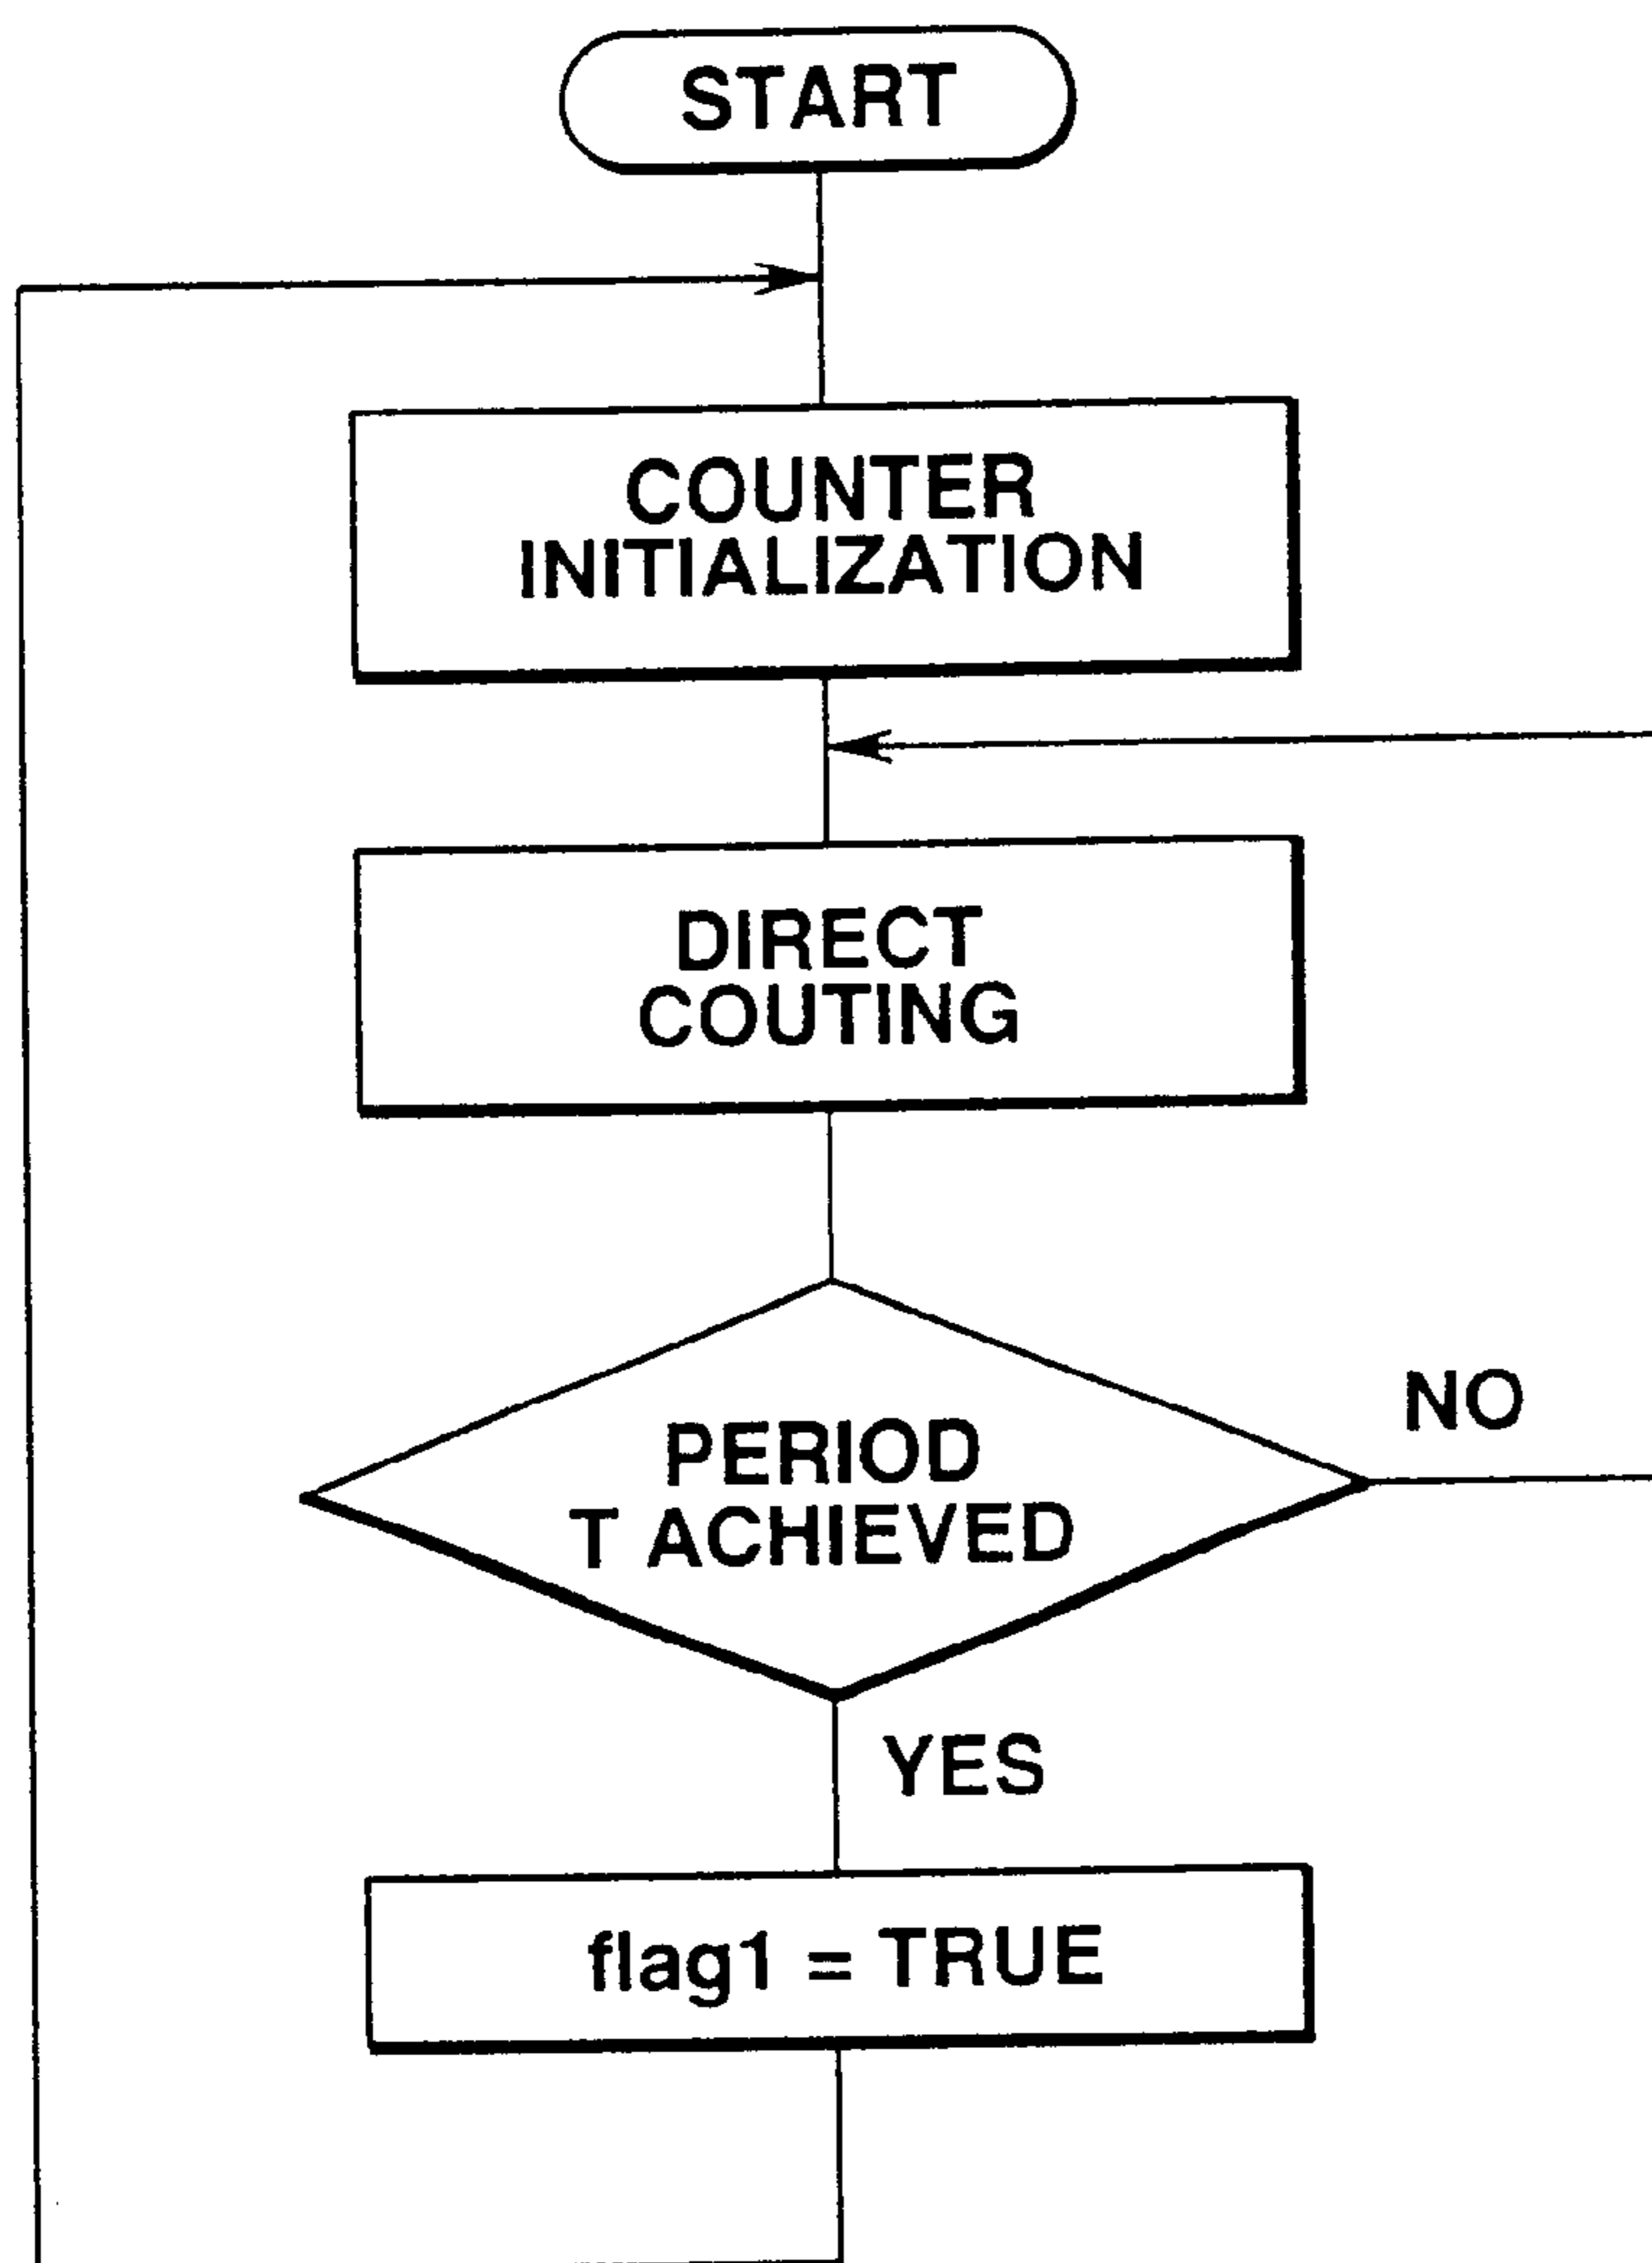 START
COUNTER
INITIALIZATION
DIRECT
COUTING
PERIOD
T ACHIEVED
NO
YES
flag1 = TRUE